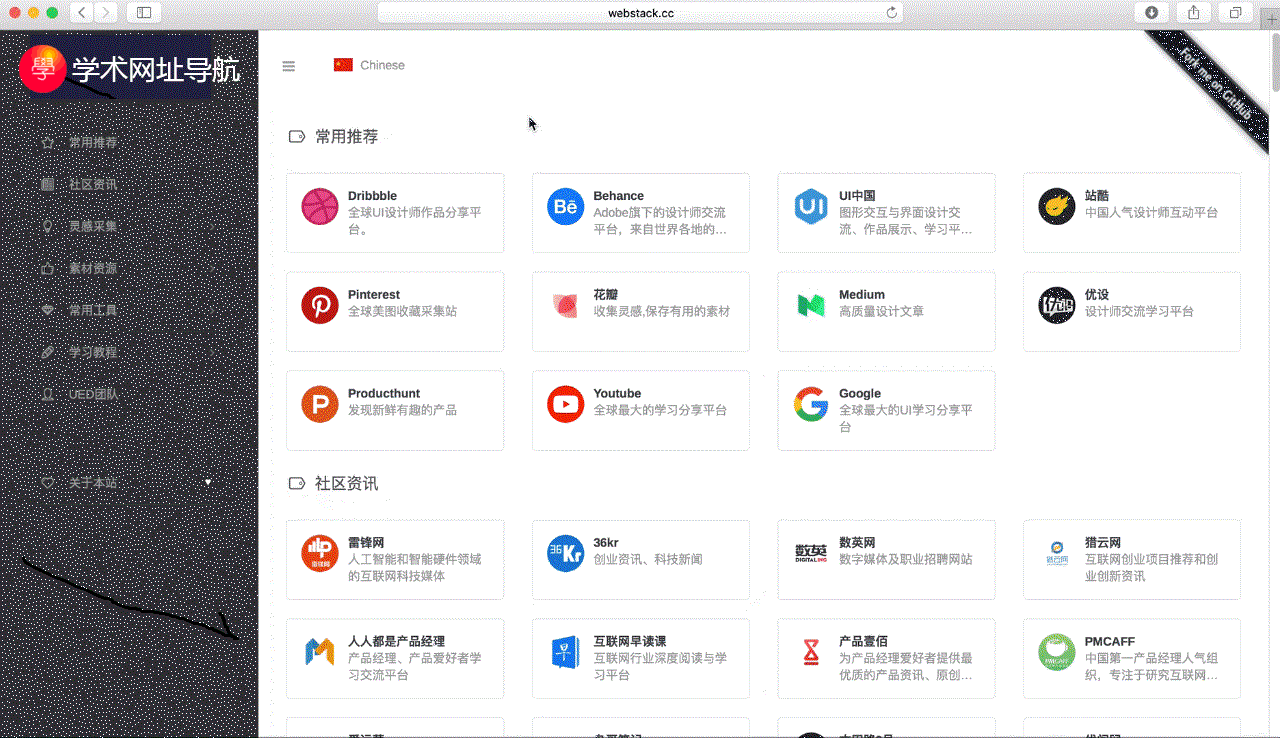 webstack.cc
學 学术网址导航
常用推荐
社区资讯
灵感采集
素材资源
常用工具
学习教程
UED团队
关于本站
Chinese
Fork me on GitHub
常用推荐
Dribbble
全球UI设计师作品分享平
台。
Bē
Behance
Adobe旗下的设计师交流
平台，来自世界各地的...
UI
UI中国
图形交互与界面设计交
流、作品展示、学习平...
站酷
中国人气设计师互动平台
Pinterest
全球美图收藏采集站
花瓣
收集灵感,保存有用的素材
Medium
高质量设计文章
优设
优设
设计师交流学习平台
P
Producthunt
发现新鲜有趣的产品
Youtube
全球最大的学习分享平台
G
Google
全球最大的UI学习分享平
台
社区资讯
雷锋网
雷锋网
人工智能和智能硬件领域
的互联网科技媒体
36Kr
36kr
创业资讯、科技新闻
数英
DIGITALING
数英网
数字媒体及职业招聘网站
猎云网
猎云网
互联网创业项目推荐和创
业创新资讯
人人都是产品经理
产品经理、产品爱好者学
习交流平台
早
互联网早读课
互联网行业深度阅读与学
习平台
产品壹佰
为产品经理爱好者提供最
优质的产品资讯、原创...
PMCAFF
PMCAFF
中国第一产品经理人气组
织，专注于研究互联网...